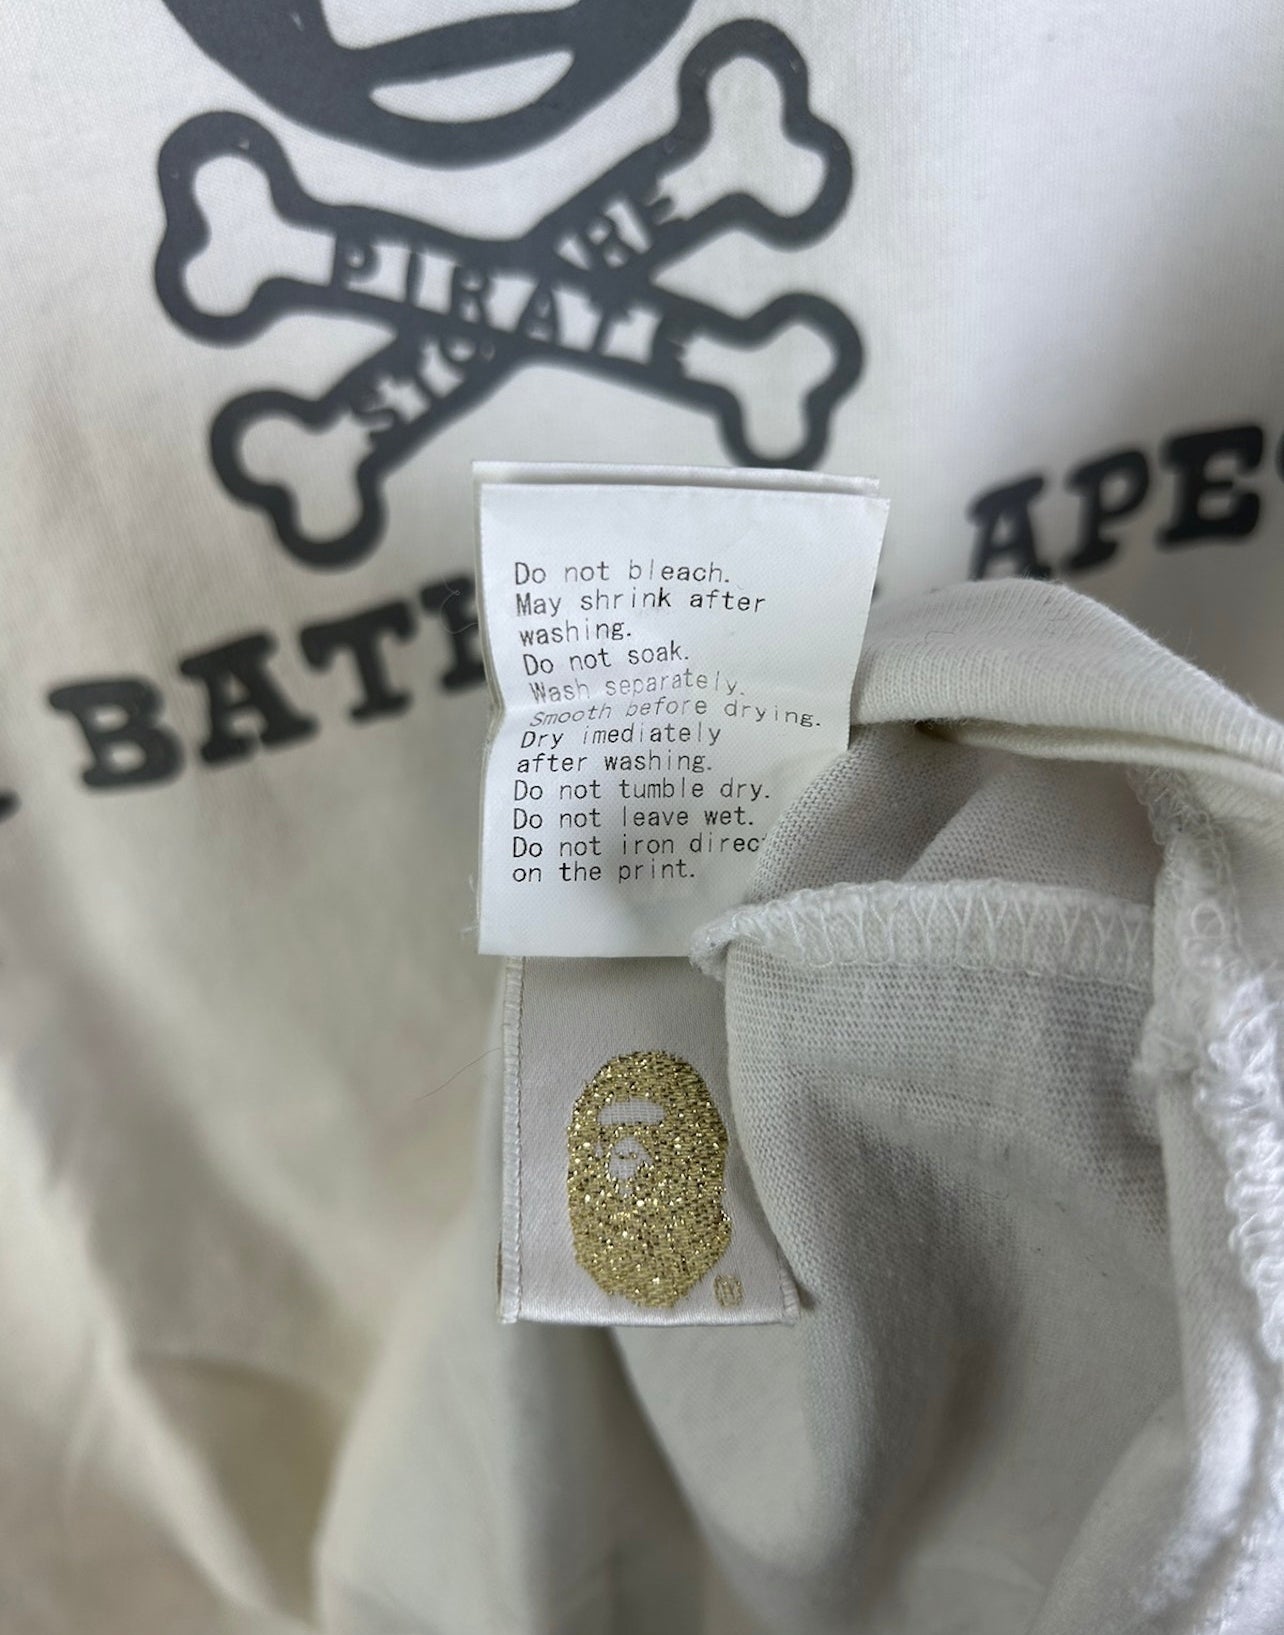 PIRATE
STORE
BATH
APE
Do not bleach.
May shrink after
washing.
Do not soak.
Wash separately.
Smooth before drying.
Dry imediately
after washing.
Do not tumble dry.
Do not leave wet.
Do not iron direc
on the print.
®